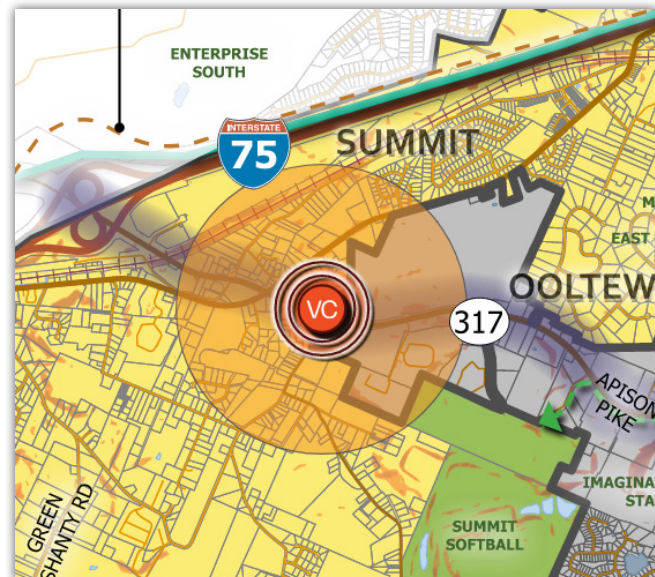 ENTERPRISE
SOUTH
INTERSTATE
75
SUMMIT
M
EAST
OOLTEW
VC
317
APISON
PIKE
GREEN
SHANTY RD
IMAGINA
STA
SUMMIT
SOFTBALL